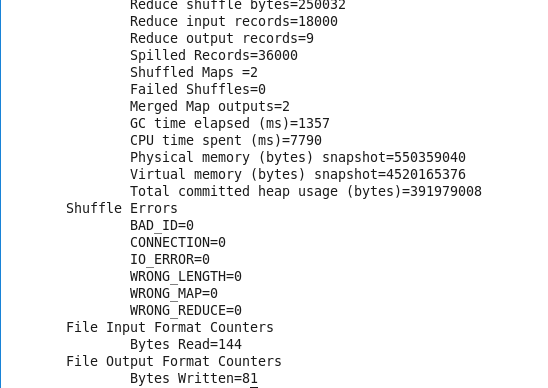 Reduce shuffle bytes=250032
Reduce input records=18000
Reduce output records=9
Spilled Records=36000
Shuffled Maps =2
Failed Shuffles=0
Merged Map outputs=2
GC time elapsed (ms)=1357
CPU time spent (ms)=7790
Physical memory (bytes) snapshot=550359040
Virtual memory (bytes) snapshot=4520165376
Total committed heap usage (bytes)=391979008
Shuffle Errors
BAD_ID=0
CONNECTION=0
IO_ERROR=0
WRONG_LENGTH=0
WRONG_MAP=0
WRONG_REDUCE=0
File Input Format Counters
Bytes Read=144
File Output Format Counters
Bytes Written=81